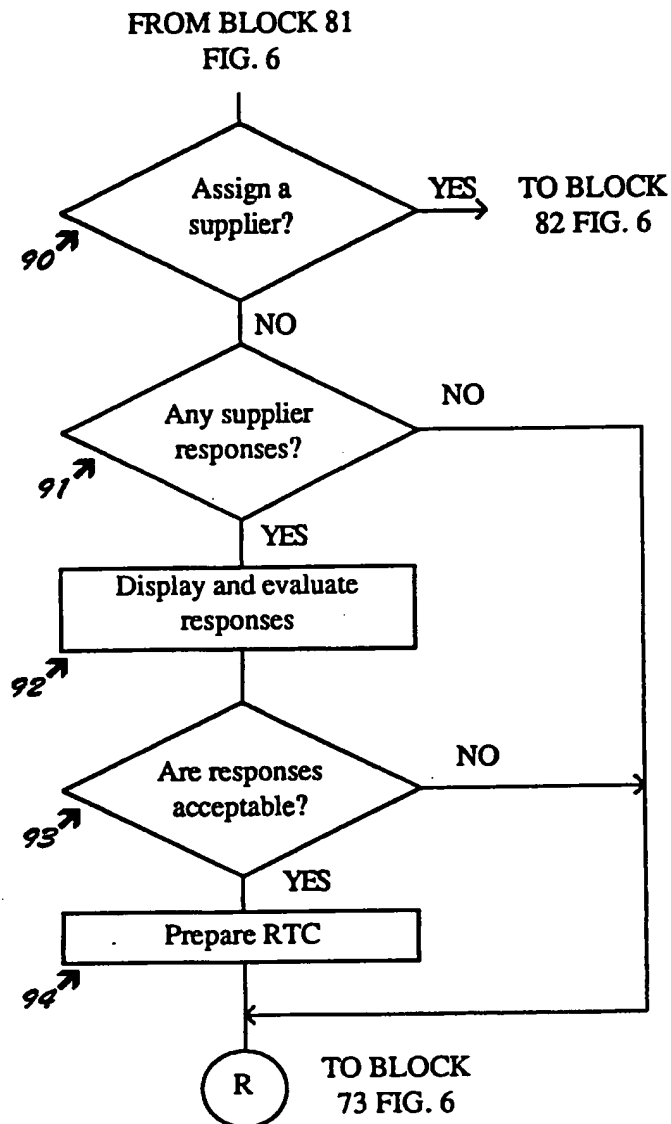 FROM BLOCK 81
FIG. 6
Assign a
supplier?
YES
TO BLOCK
82 FIG. 6
90
NO
Any supplier
responses?
NO
91
YES
Display and evaluate
responses
92
Are responses
acceptable?
NO
93
YES
Prepare RTC
94
R
TO BLOCK
73 FIG. 6